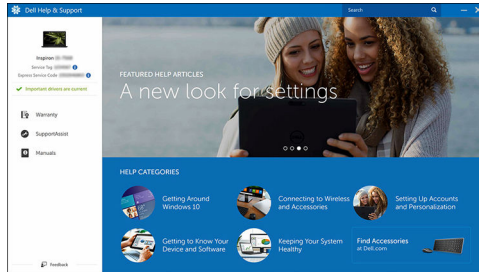 Dell Help & Support
Search
Inspiron
Service Tag
Express Service Code
Important drivers are current
Warranty
SupportAssist
Manuals
Feedback
FEATURED HELP ARTICLES
A new look for settings
HELP CATEGORIES
Getting Around
Windows 10
Connecting to Wireless
and Accessories
Setting Up Accounts
and Personalization
Getting to Know Your
Device and Software
Keeping Your System
Healthy
Find Accessories
at Dell.com